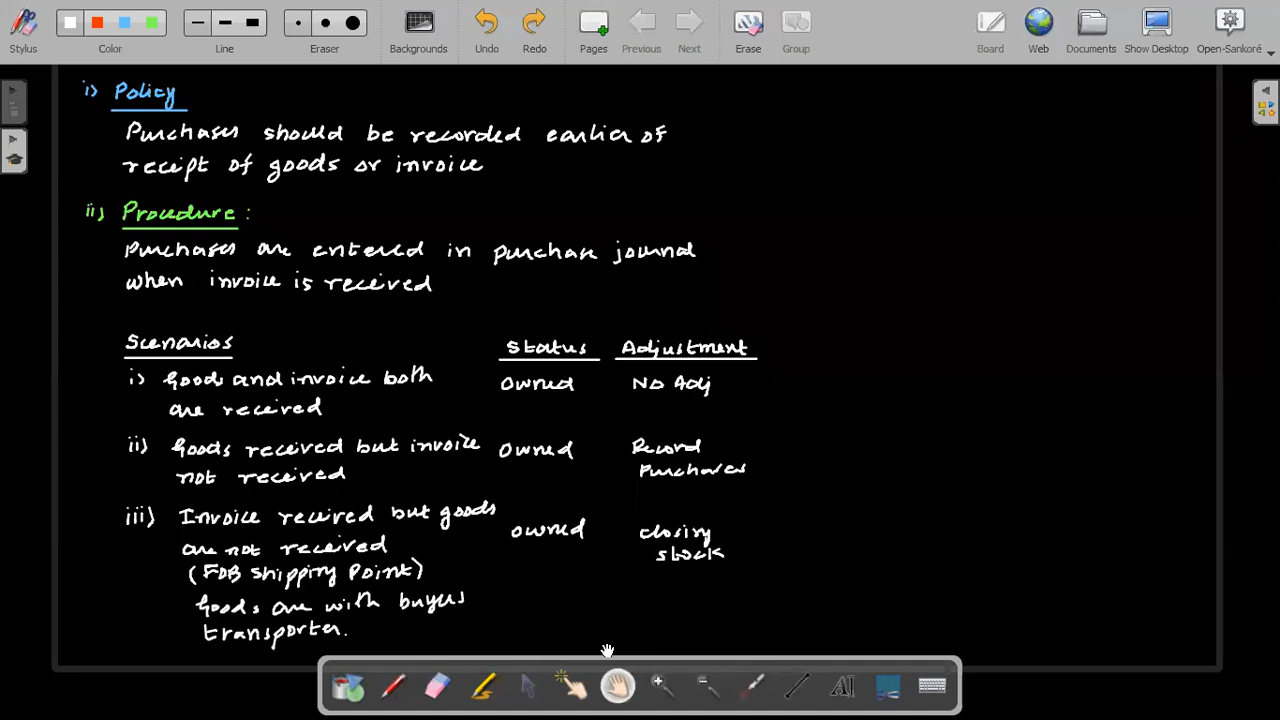 Stylus
Color
Line
Eraser
Backgrounds
Undo
Redo
Pages
Previous
Next
Erase
Group
Board
Web
Documents
Show Desktop
Open-Sankoré
i) Policy
Purchases should be recorded earlier of
receipt of goods or invoice
ii) Procedure:
Purchases are entered in purchase journal
when invoice is received
Scenarios Status Adjustment
i) Goods and invoice both Owned No Adj
are received
ii) Goods received but invoice Owned Record
not received Purchases
iii) Invoice received but goods owned closing
are not received stock
(FOB Shipping Point)
Goods are with buyers
transporter.
AI